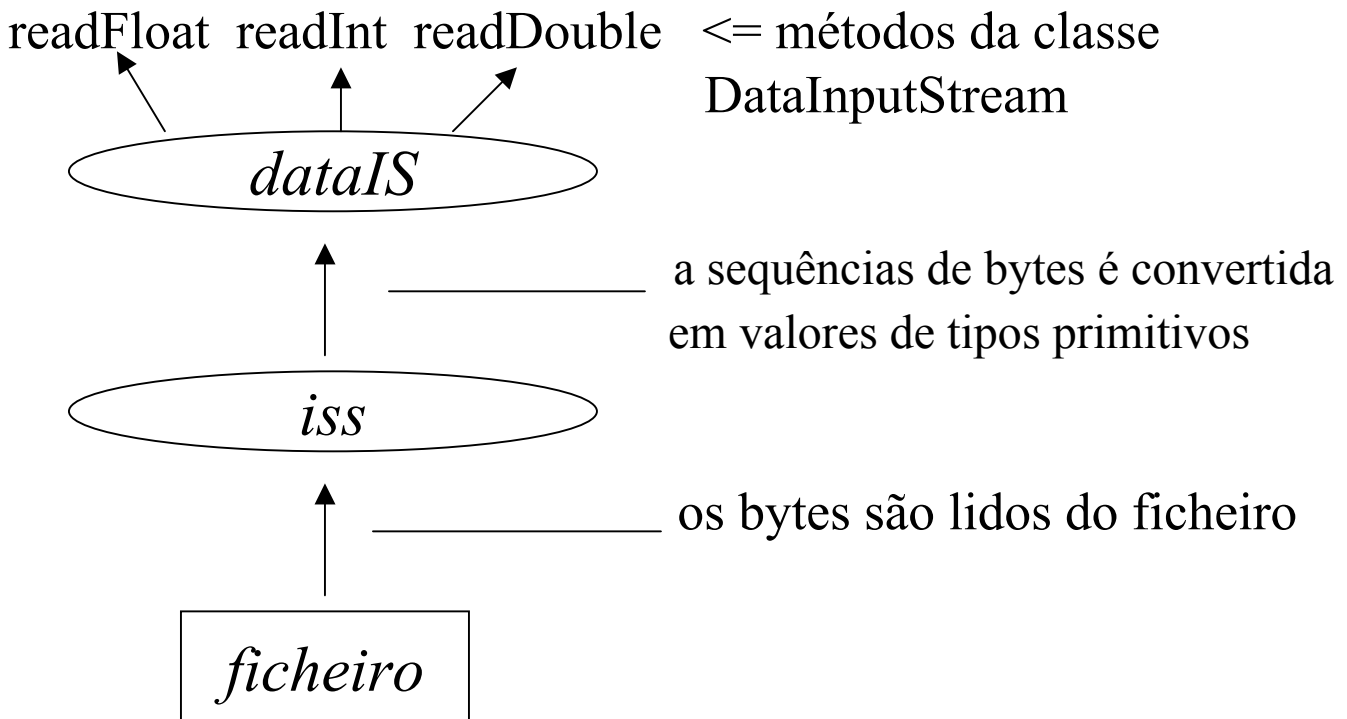 readFloat readInt readDouble <= métodos da classe
DataInputStream
dataIS
a sequências de bytes é convertida
em valores de tipos primitivos
iss
os bytes são lidos do ficheiro
ficheiro